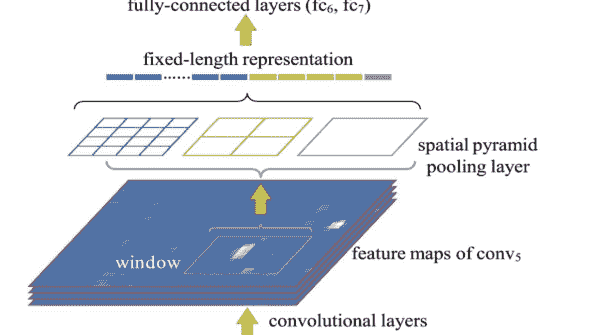 fully-connected layers (fc₆, fc₇)
fixed-length representation
......
spatial pyramid
pooling layer
window
feature maps of conv₅
convolutional layers